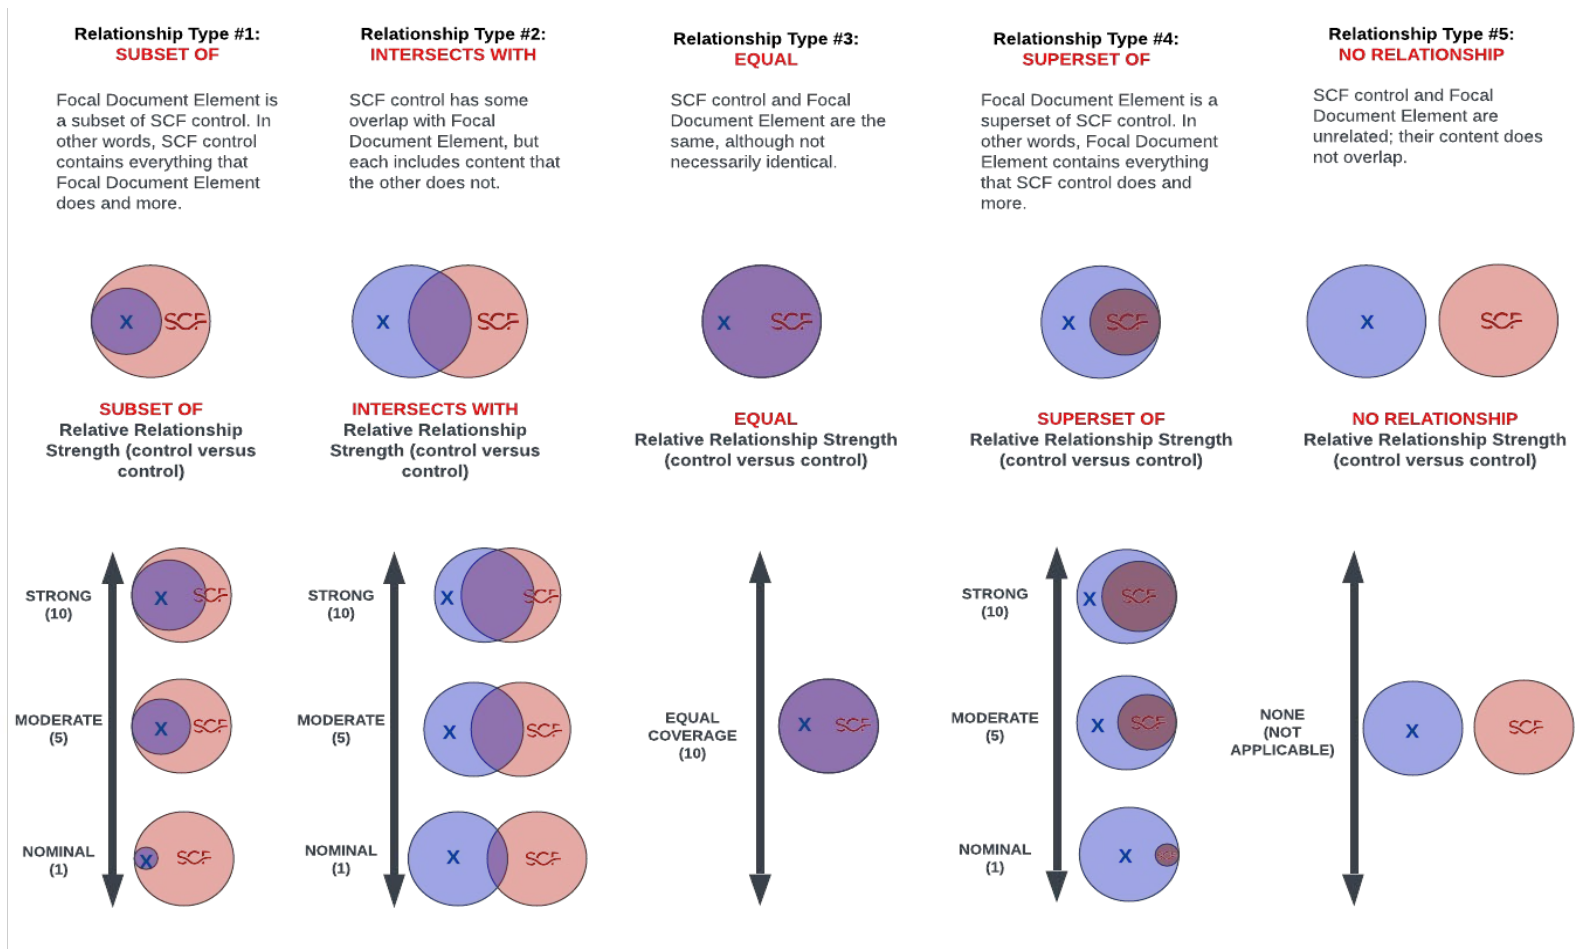 Relationship Type #1:
SUBSET OF
Focal Document Element is
a subset of SCF control. In
other words, SCF control
contains everything that
Focal Document Element
does and more.
X
SCF
SUBSET OF
Relative Relationship
Strength (control versus
control)
STRONG
(10)
X
SCF
MODERATE
(5)
X
SCF
NOMINAL
(1)
X
SCF
Relationship Type #2:
INTERSECTS WITH
SCF control has some
overlap with Focal
Document Element, but
each includes content that
the other does not.
X
SCF
INTERSECTS WITH
Relative Relationship
Strength (control versus
control)
STRONG
(10)
X
SCF
MODERATE
(5)
X
SCF
NOMINAL
(1)
X
SCF
Relationship Type #3:
EQUAL
SCF control and Focal
Document Element are the
same, although not
necessarily identical.
X
SCF
EQUAL
Relative Relationship Strength
(control versus control)
EQUAL
COVERAGE
(10)
X
SCF
Relationship Type #4:
SUPERSET OF
Focal Document Element is a
superset of SCF control. In
other words, Focal Document
Element contains everything
that SCF control does and
more.
X
SCF
SUPERSET OF
Relative Relationship Strength
(control versus control)
STRONG
(10)
X
SCF
MODERATE
(5)
X
SCF
NOMINAL
(1)
X
SCF
Relationship Type #5:
NO RELATIONSHIP
SCF control and Focal
Document Element are
unrelated; their content does
not overlap.
X
SCF
NO RELATIONSHIP
Relative Relationship Strength
(control versus control)
NONE
(NOT
APPLICABLE)
X
SCF